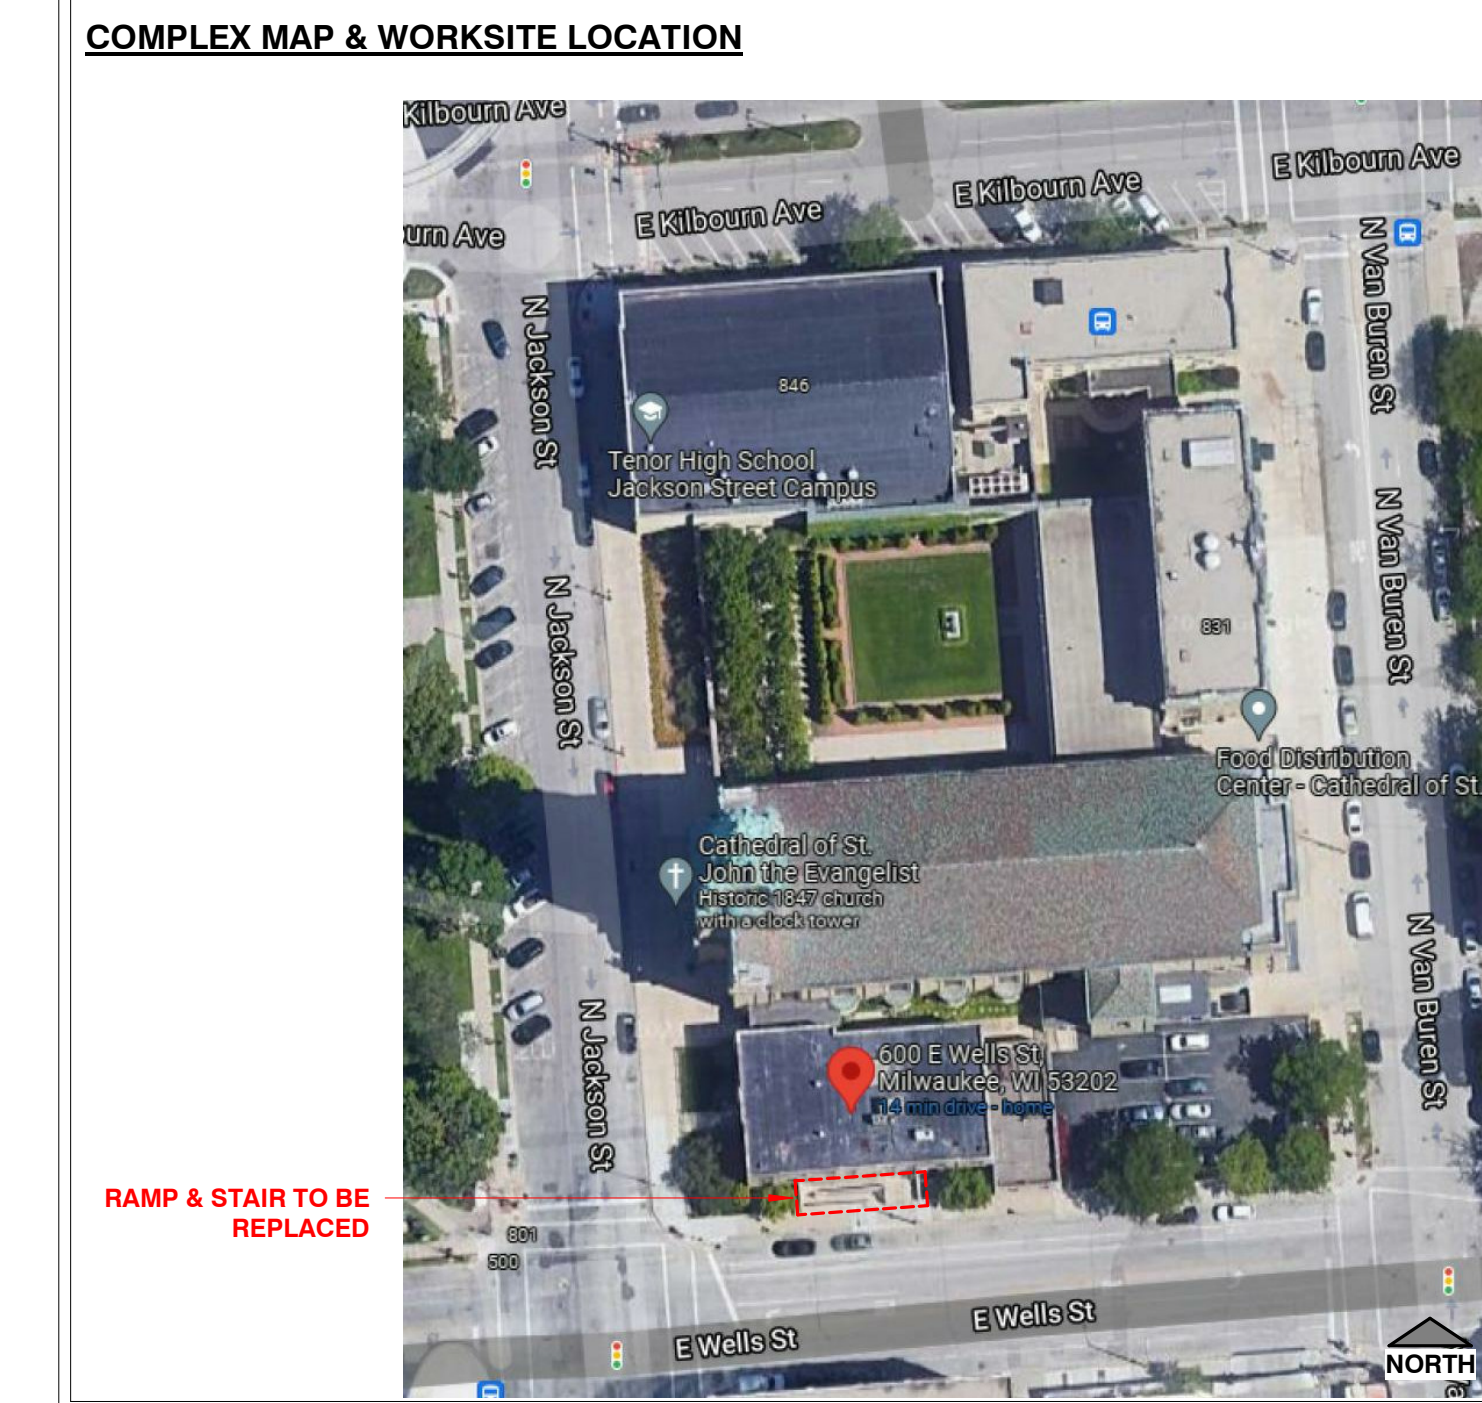 COMPLEX MAP & WORKSITE LOCATION
Kilbourn Ave
E Kilbourn Ave
E Kilbourn Ave
E Kilbourn Ave
urn Ave
N Van Buren St
N Jackson St
846
Tenor High School
Jackson Street Campus
N Van Buren St
N Jackson St
831
Food Distribution
Center - Cathedral of St.
Cathedral of St.
John the Evangelist
Historic 1847 church
with a clock tower
N Van Buren St
N Jackson St
600 E Wells St,
Milwaukee, WI 53202
14 min drive - home
RAMP & STAIR TO BE
REPLACED
801
500
E Wells St
E Wells St
NORTH